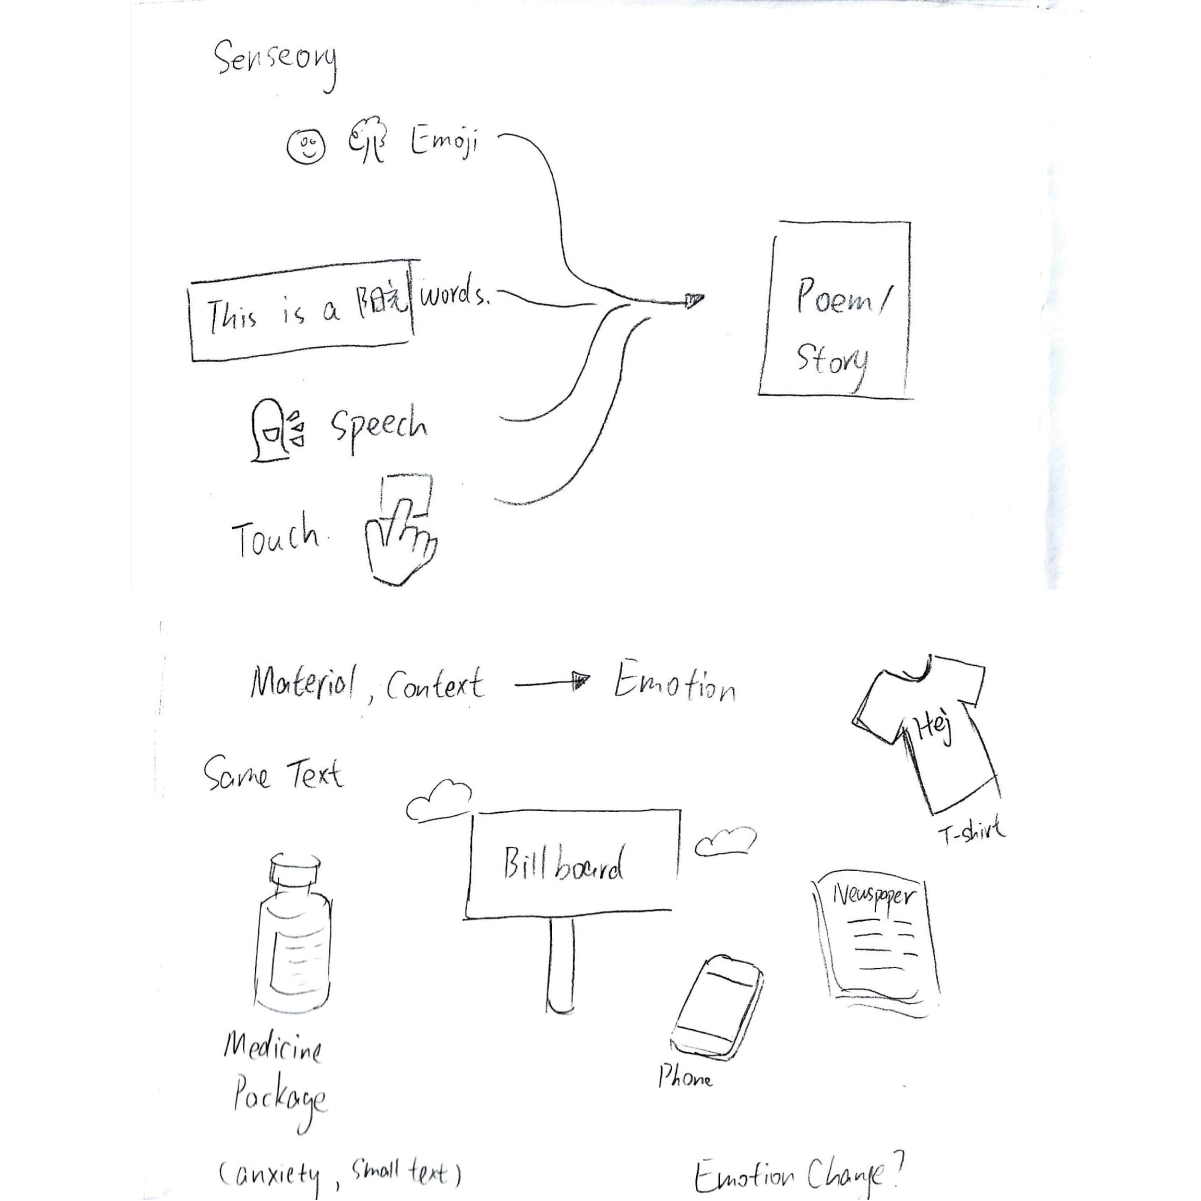 Senseory
Emoji
This is a 阳光 words.
Poem/
Story
Speech
Touch.
Material, Context → Emotion
Same Text
Hej
T-shirt
Billboard
Newspaper
Medicine
Package
Phone
(anxiety, Small text)
Emotion Change?